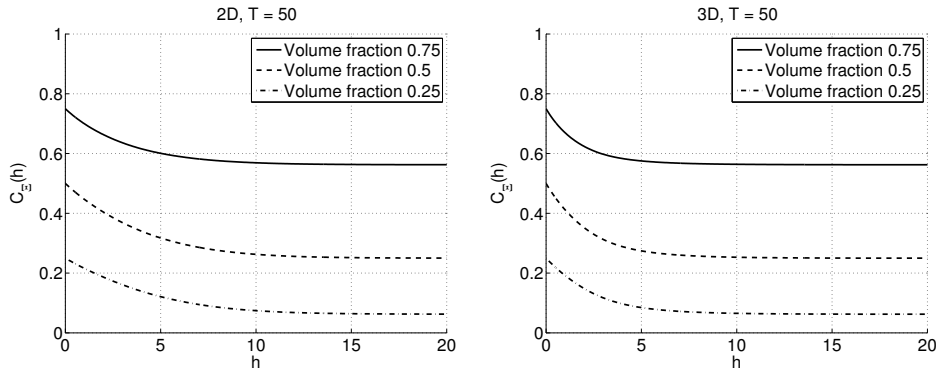 2D, T = 50
1
0.8
0.6
0.4
0.2
0
C_Ξ(h)
0 5 10 15 20
h
Volume fraction 0.75
Volume fraction 0.5
Volume fraction 0.25
3D, T = 50
1
0.8
0.6
0.4
0.2
0
C_Ξ(h)
0 5 10 15 20
h
Volume fraction 0.75
Volume fraction 0.5
Volume fraction 0.25